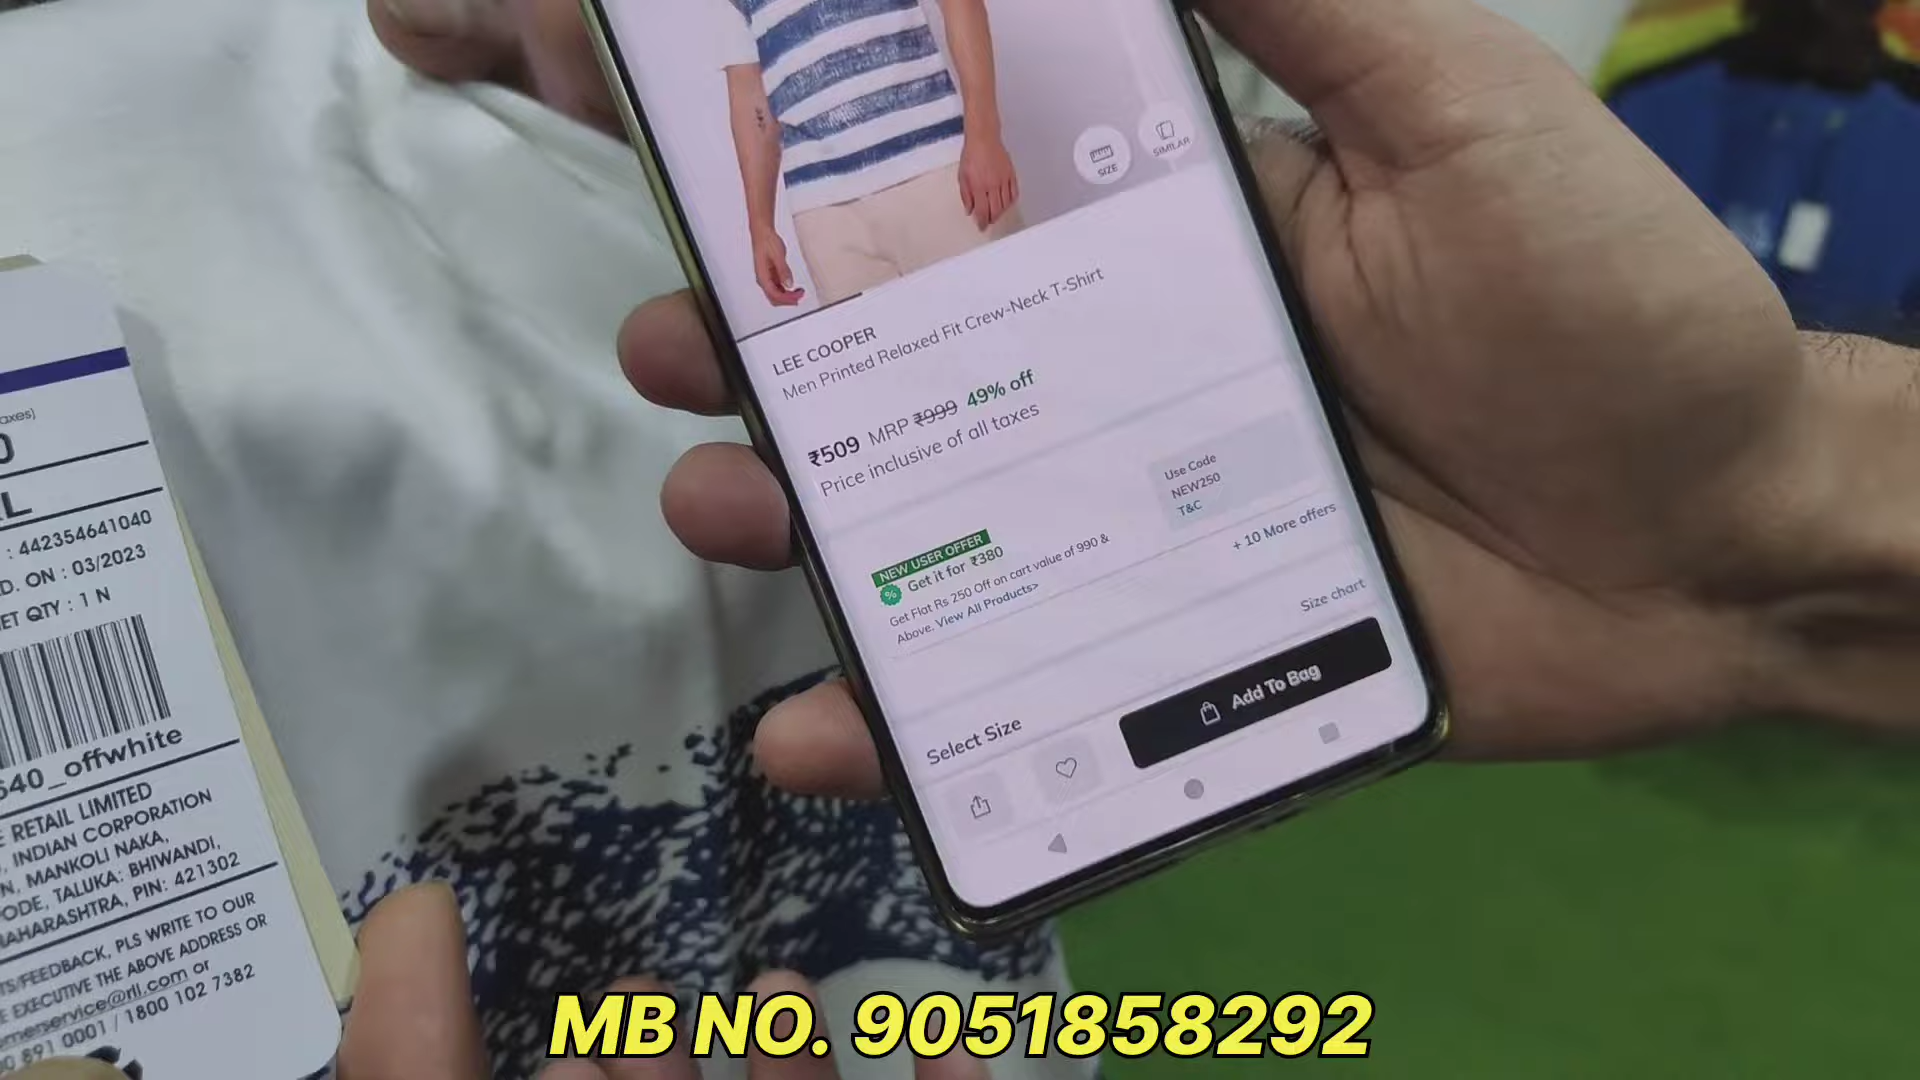 axes)
0
L
: 442354641040
D. ON : 03/2023
ET QTY : 1 N
640_offwhite
E RETAIL LIMITED
, INDIAN CORPORATION
N, MANKOLI NAKA,
ODE, TALUKA: BHIWANDI,
AHARASHTRA, PIN: 421302
TS/FEEDBACK, PLS WRITE TO OUR
E EXECUTIVE THE ABOVE ADDRESS OR
merservice@ril.com or
00 891 0001 / 1800 102 7382
SIZE
SIMILAR
LEE COOPER
Men Printed Relaxed Fit Crew-Neck T-Shirt
₹509 MRP ₹999 49% off
Price inclusive of all taxes
Use Code
NEW250
T&C
NEW USER OFFER
% Get it for ₹380
Get Flat Rs 250 Off on cart value of 990 &
Above. View All Products>
+ 10 More offers
Size chart
Select Size
Add To Bag
MB NO. 9051858292